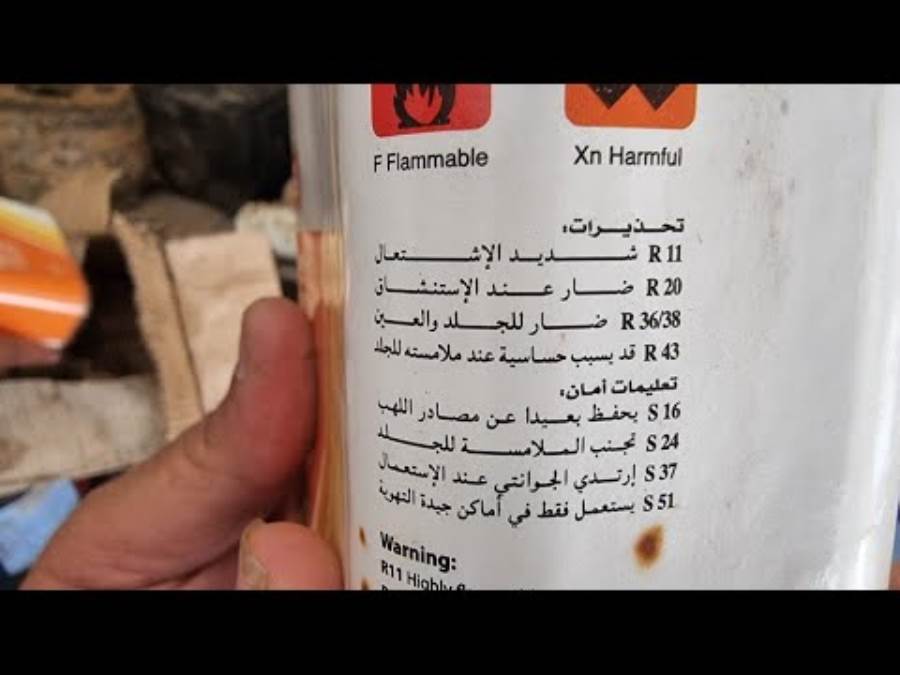 F Flammable
Xn Harmful
تحذيرات:
R 11 شديد الإشتعال
R 20 ضار عند الإستنشاق
R 36/38 ضار للجلد والعين
R 43 قد يسبب حساسية عند ملامسته للجلد
تعليمات أمان:
S 16 يحفظ بعيدا عن مصادر اللهب
S 24 تجنب الملامسة للجلد
S 37 إرتدي الجوانتي عند الإستعمال
S 51 يستعمل فقط في أماكن جيدة التهوية
Warning:
R11 Highly